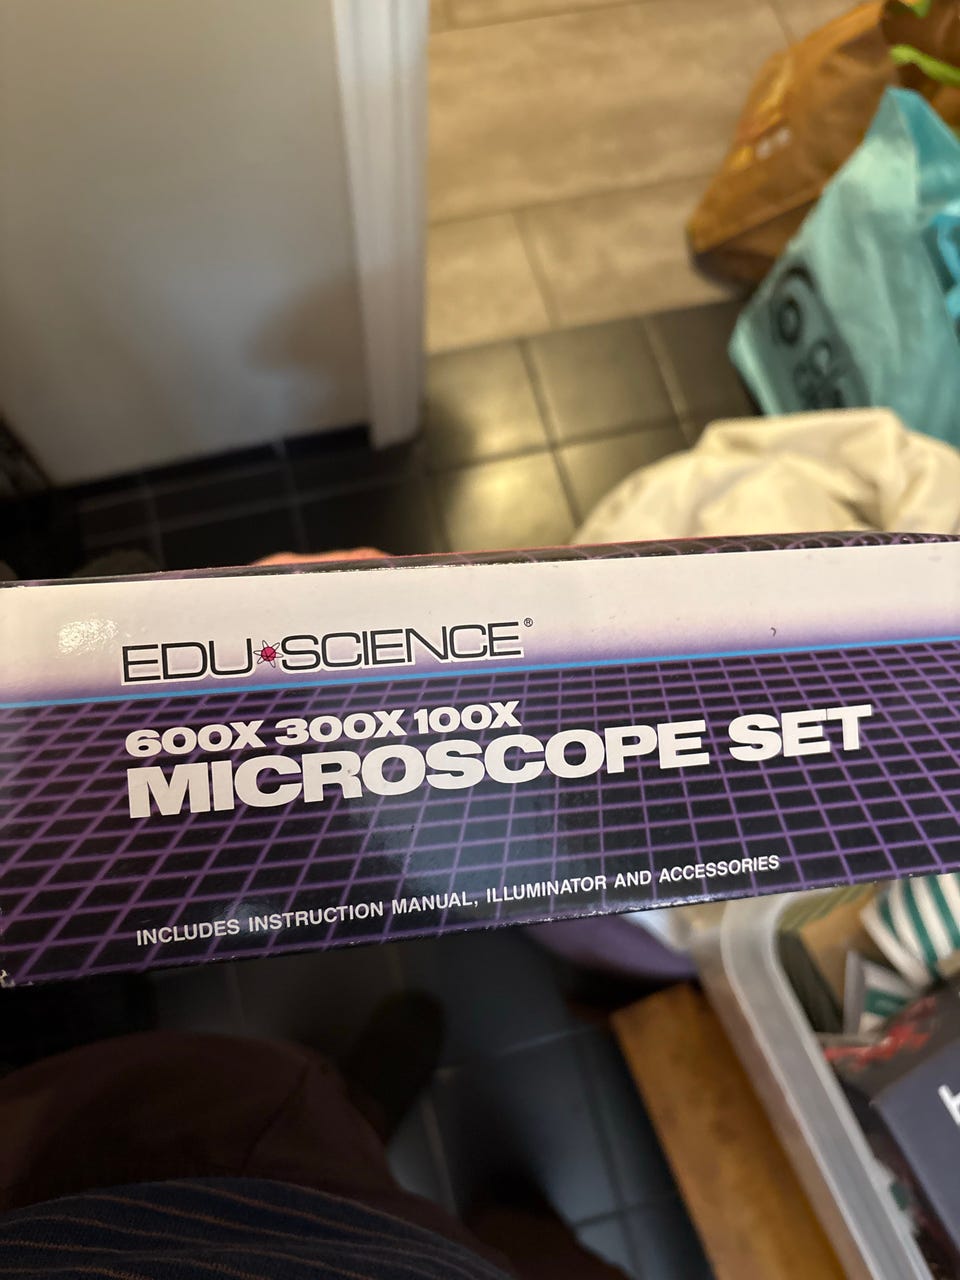 EDU SCIENCE®
600X 300X 100X
MICROSCOPE SET
INCLUDES INSTRUCTION MANUAL, ILLUMINATOR AND ACCESSORIES